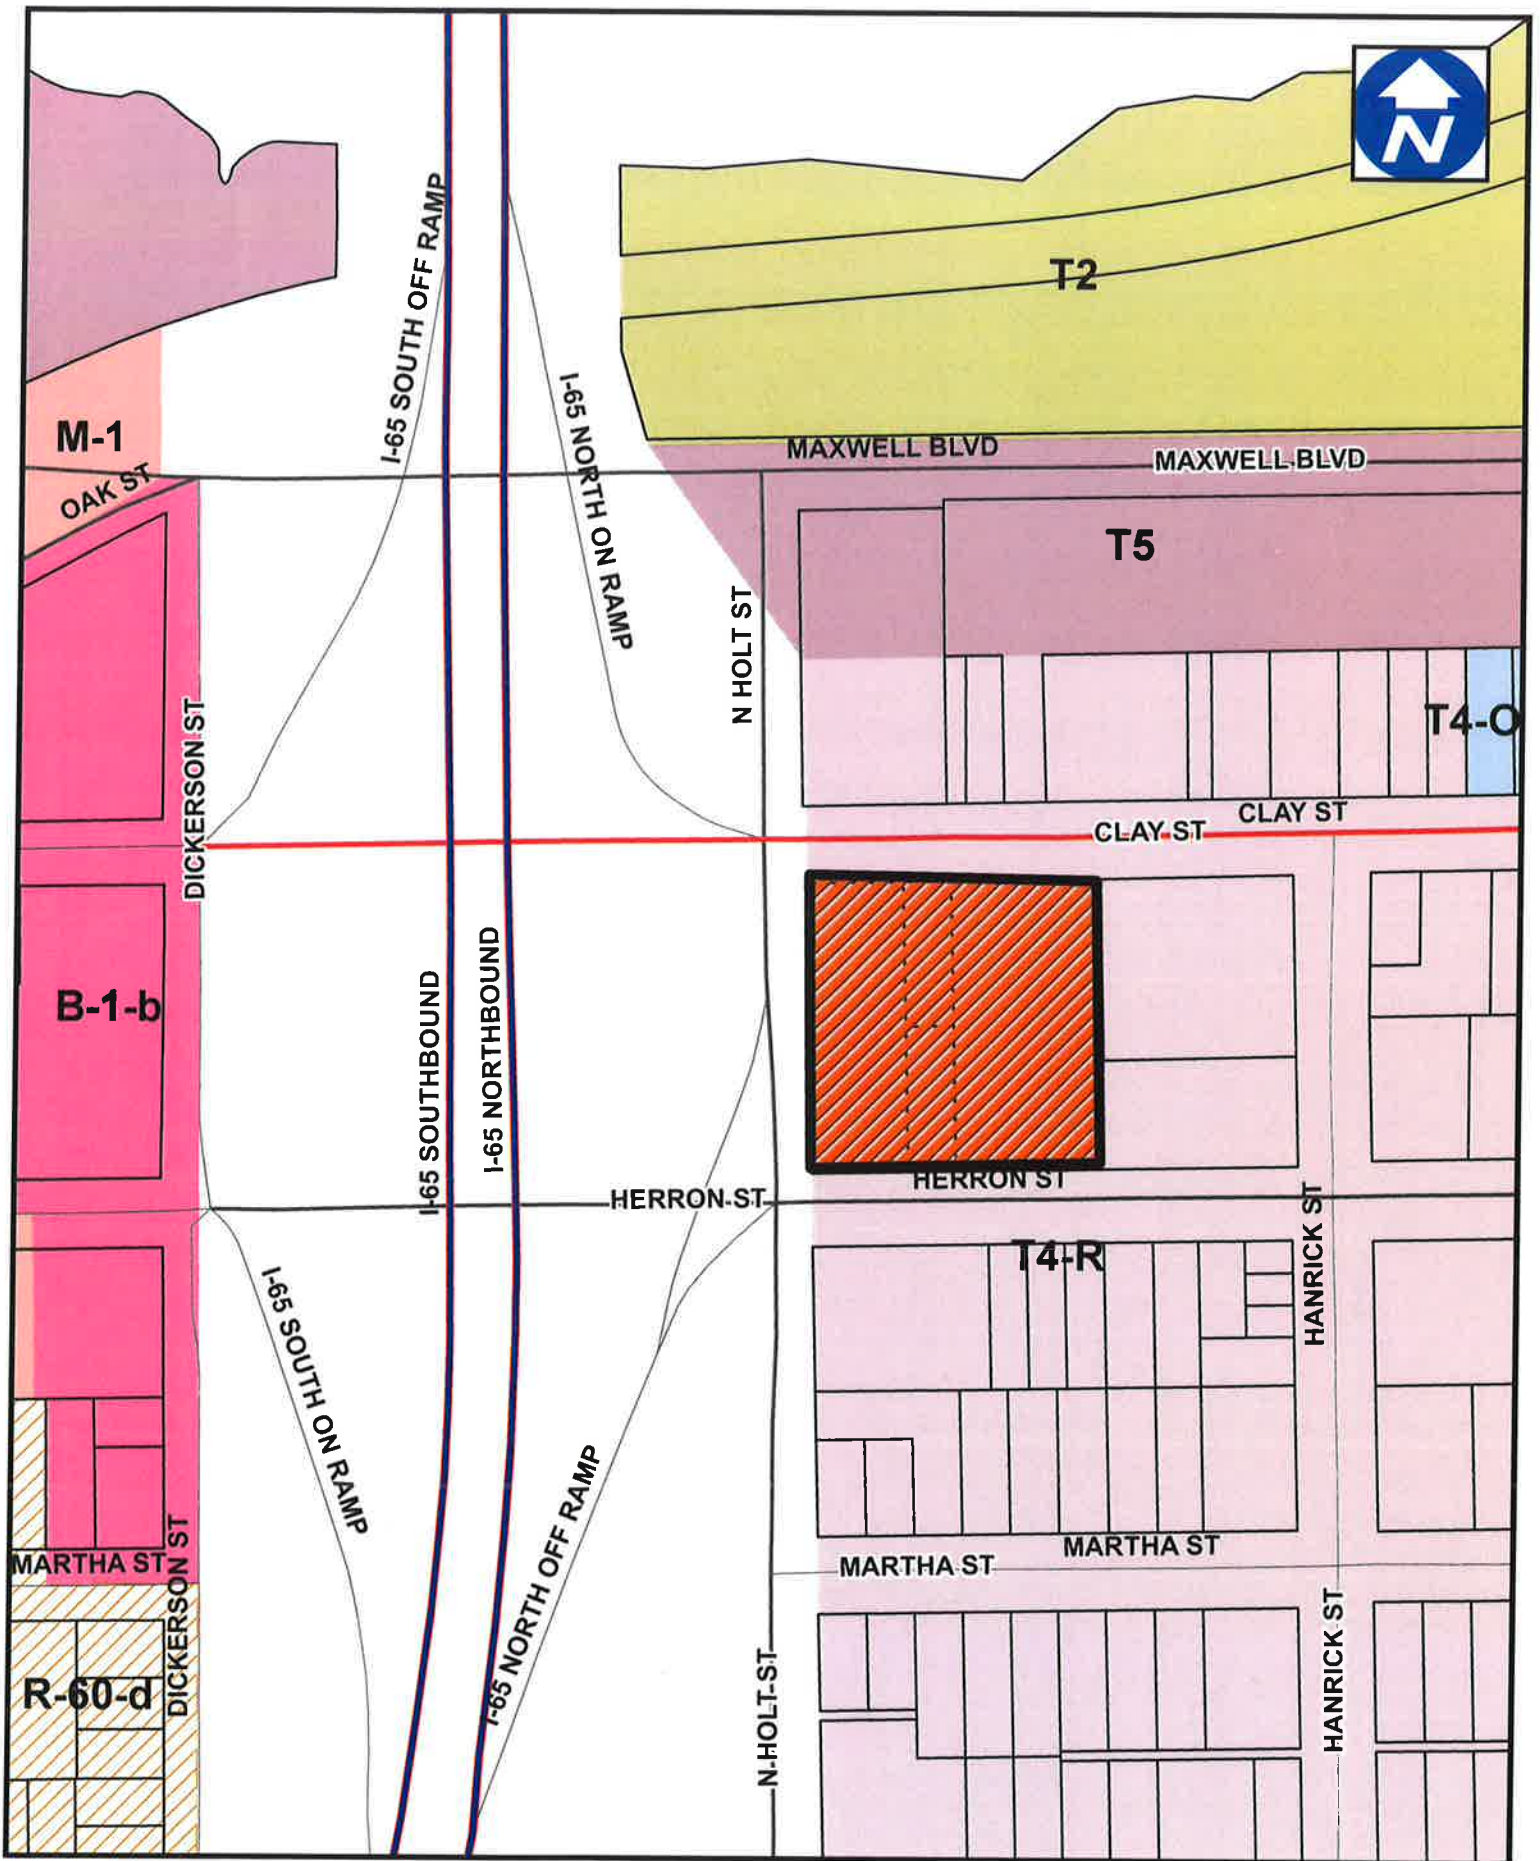 N
I-65 SOUTH OFF RAMP
T2
I-65 NORTH ON RAMP
M-1
MAXWELL BLVD
MAXWELL BLVD
OAK ST
T5
N HOLT ST
DICKERSON ST
T4-O
CLAY ST
CLAY ST
B-1-b
I-65 SOUTHBOUND
I-65 NORTHBOUND
HERRON ST
HERRON ST
T4-R
HANRICK ST
I-65 SOUTH ON RAMP
I-65 NORTH OFF RAMP
MARTHA ST
MARTHA ST
MARTHA ST
DICKERSON ST
R-60-d
N HOLT ST
HANRICK ST